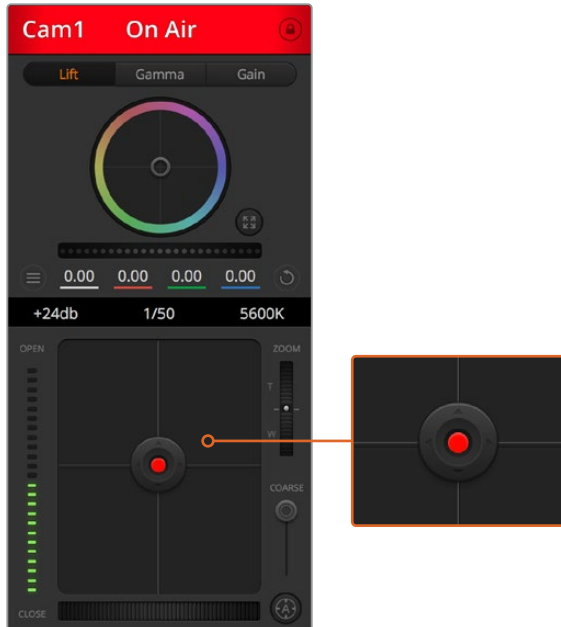 Cam1 On Air
Lift Gamma Gain
0.00 0.00 0.00 0.00
+24db 1/50 5600K
OPEN ZOOM
T
W
COARSE
CLOSE A